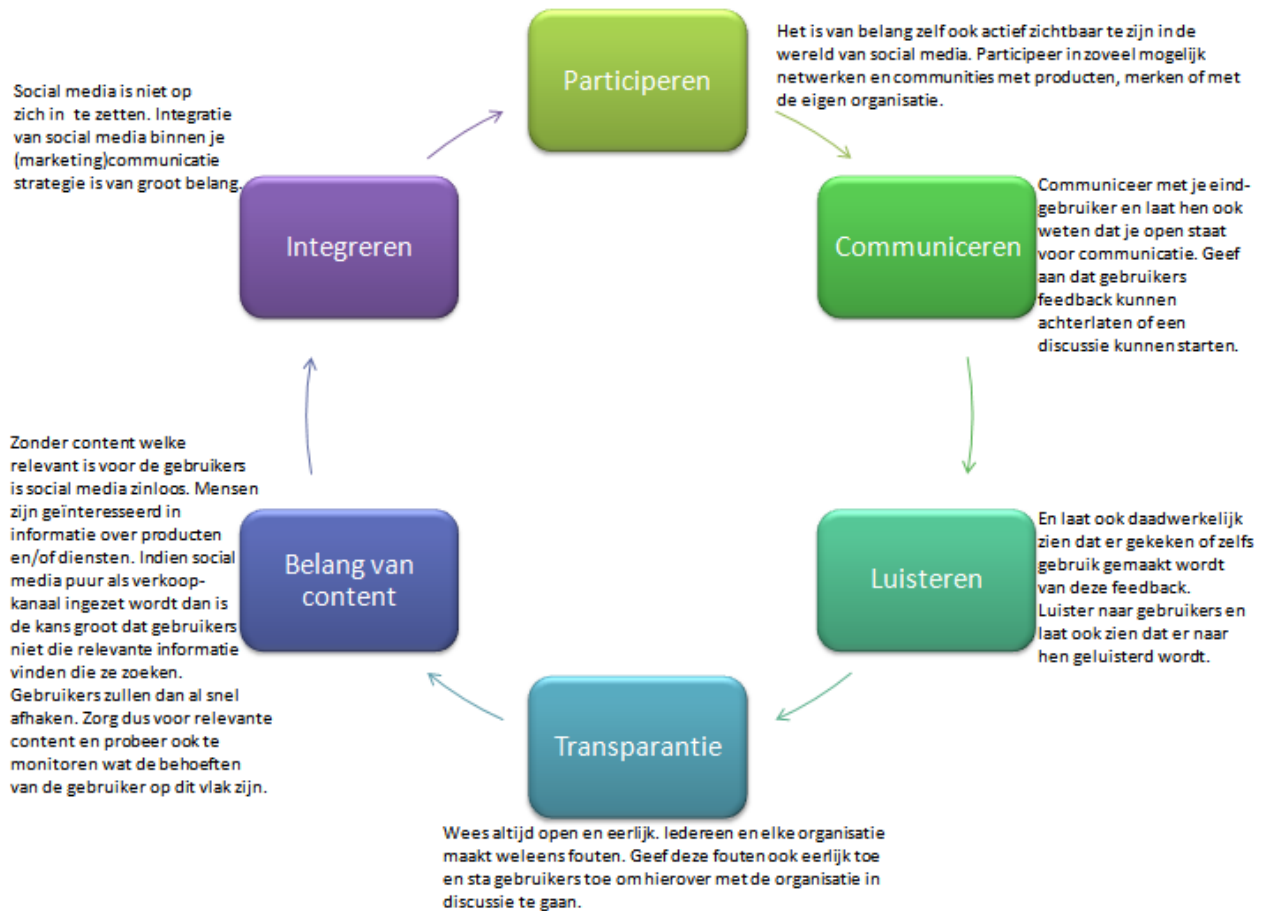 Participeren
Het is van belang zelf ook actief zichtbaar te zijn in de
wereld van social media. Participeer in zoveel mogelijk
netwerken en communities met producten, merken of met
de eigen organisatie.
Communiceren
Communiceer met je eind-
gebruiker en laat hen ook
weten dat je open staat
voor communicatie. Geef
aan dat gebruikers
feedback kunnen
achterlaten of een
discussie kunnen starten.
Luisteren
En laat ook daadwerkelijk
zien dat er gekeken of zelfs
gebruik gemaakt wordt
van deze feedback.
Luister naar gebruikers en
laat ook zien dat er naar
hen geluisterd wordt.
Transparantie
Wees altijd open en eerlijk. Iedereen en elke organisatie
maakt weleens fouten. Geef deze fouten ook eerlijk toe
en sta gebruikers toe om hierover met de organisatie in
discussie te gaan.
Belang van
content
Zonder content welke
relevant is voor de gebruikers
is social media zinloos. Mensen
zijn geïnteresseerd in
informatie over producten
en/of diensten. Indien social
media puur als verkoop-
kanaal ingezet wordt dan is
de kans groot dat gebruikers
niet die relevante informatie
vinden die ze zoeken.
Gebruikers zullen dan al snel
afhaken. Zorg dus voor relevante
content en probeer ook te
monitoren wat de behoeften
van de gebruiker op dit vlak zijn.
Integreren
Social media is niet op
zich in te zetten. Integratie
van social media binnen je
(marketing)communicatie
strategie is van groot belang.